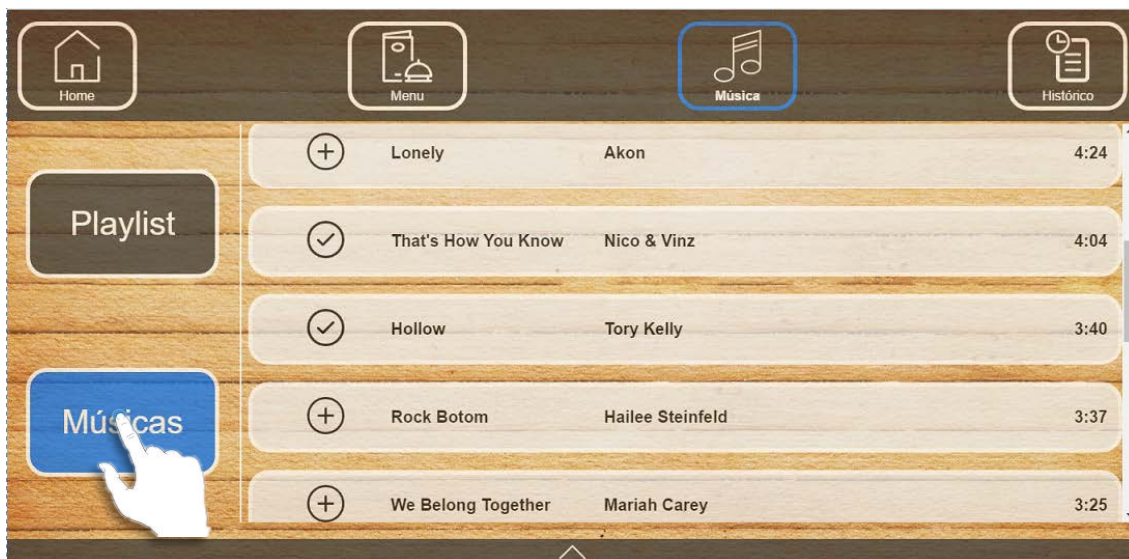 Home Menu Música Histórico
Lonely Akon 4:24
Playlist
That's How You Know Nico & Vinz 4:04
Hollow Tory Kelly 3:40
Músicas
Rock Botom Hailee Steinfeld 3:37
We Belong Together Mariah Carey 3:25